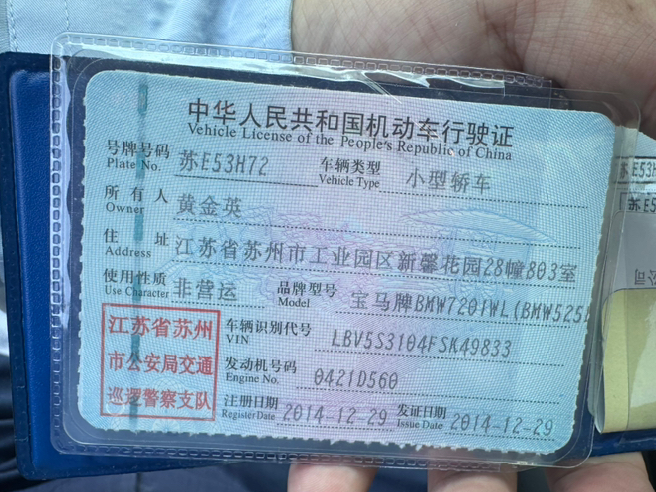 中华人民共和国机动车行驶证
Vehicle License of the People's Republic of China
号牌号码 苏E53H72 车辆类型 小型轿车
Plate No. Vehicle Type
所有人 黄金英
Owner
住址 江苏省苏州市工业园区新馨花园28幢803室
Address
使用性质 非营运 品牌型号 宝马牌BMW7201WL(BMW525
Use Character Model
江苏省苏州
市公安局交通
巡逻警察支队
车辆识别代号 LBV5S3104FSK49833
VIN
发动机号码 0421D560
Engine No.
注册日期 2014-12-29 发证日期 2014-12-29
Register Date Issue Date